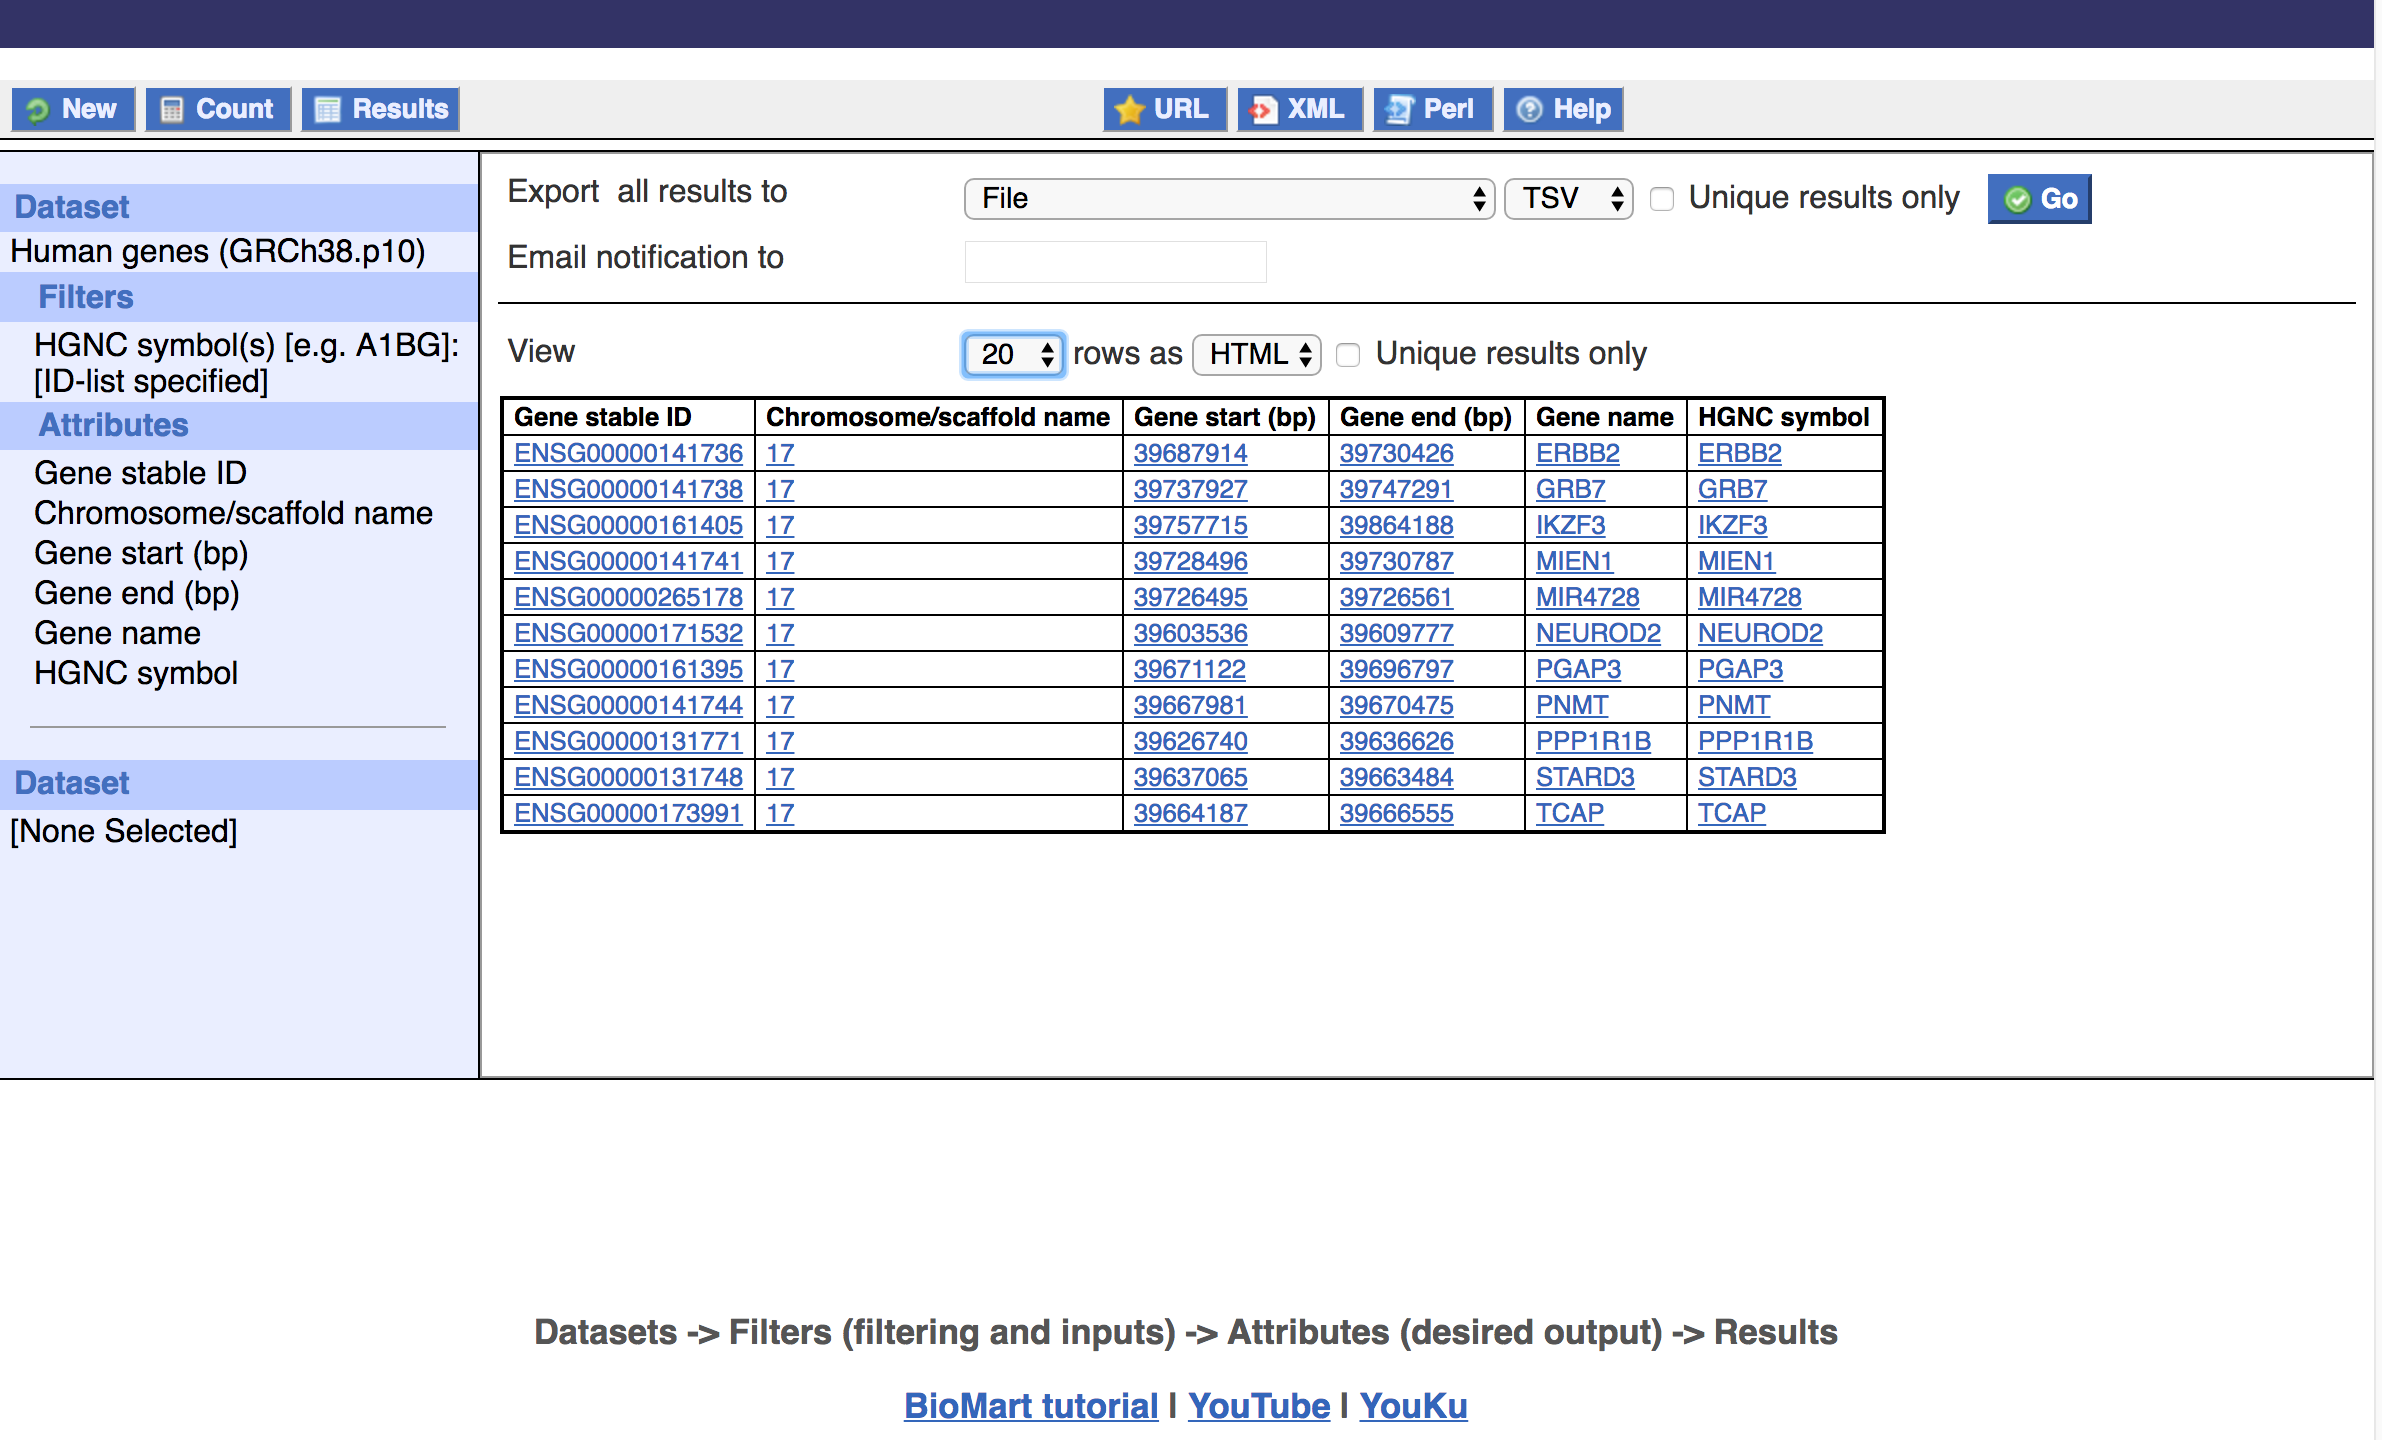 New Count Results URL XML Perl Help
Dataset
Human genes (GRCh38.p10)
Filters
HGNC symbol(s) [e.g. A1BG]:
[ID-list specified]
Attributes
Gene stable ID
Chromosome/scaffold name
Gene start (bp)
Gene end (bp)
Gene name
HGNC symbol
Dataset
[None Selected]
Export all results to File TSV Unique results only Go
Email notification to
View 20 rows as HTML Unique results only
Gene stable ID Chromosome/scaffold name Gene start (bp) Gene end (bp) Gene name HGNC symbol
ENSG00000141736 17 39687914 39730426 ERBB2 ERBB2
ENSG00000141738 17 39737927 39747291 GRB7 GRB7
ENSG00000161405 17 39757715 39864188 IKZF3 IKZF3
ENSG00000141741 17 39728496 39730787 MIEN1 MIEN1
ENSG00000265178 17 39726495 39726561 MIR4728 MIR4728
ENSG00000171532 17 39603536 39609777 NEUROD2 NEUROD2
ENSG00000161395 17 39671122 39696797 PGAP3 PGAP3
ENSG00000141744 17 39667981 39670475 PNMT PNMT
ENSG00000131771 17 39626740 39636626 PPP1R1B PPP1R1B
ENSG00000131748 17 39637065 39663484 STARD3 STARD3
ENSG00000173991 17 39664187 39666555 TCAP TCAP
Datasets -> Filters (filtering and inputs) -> Attributes (desired output) -> Results
BioMart tutorial | YouTube | YouKu